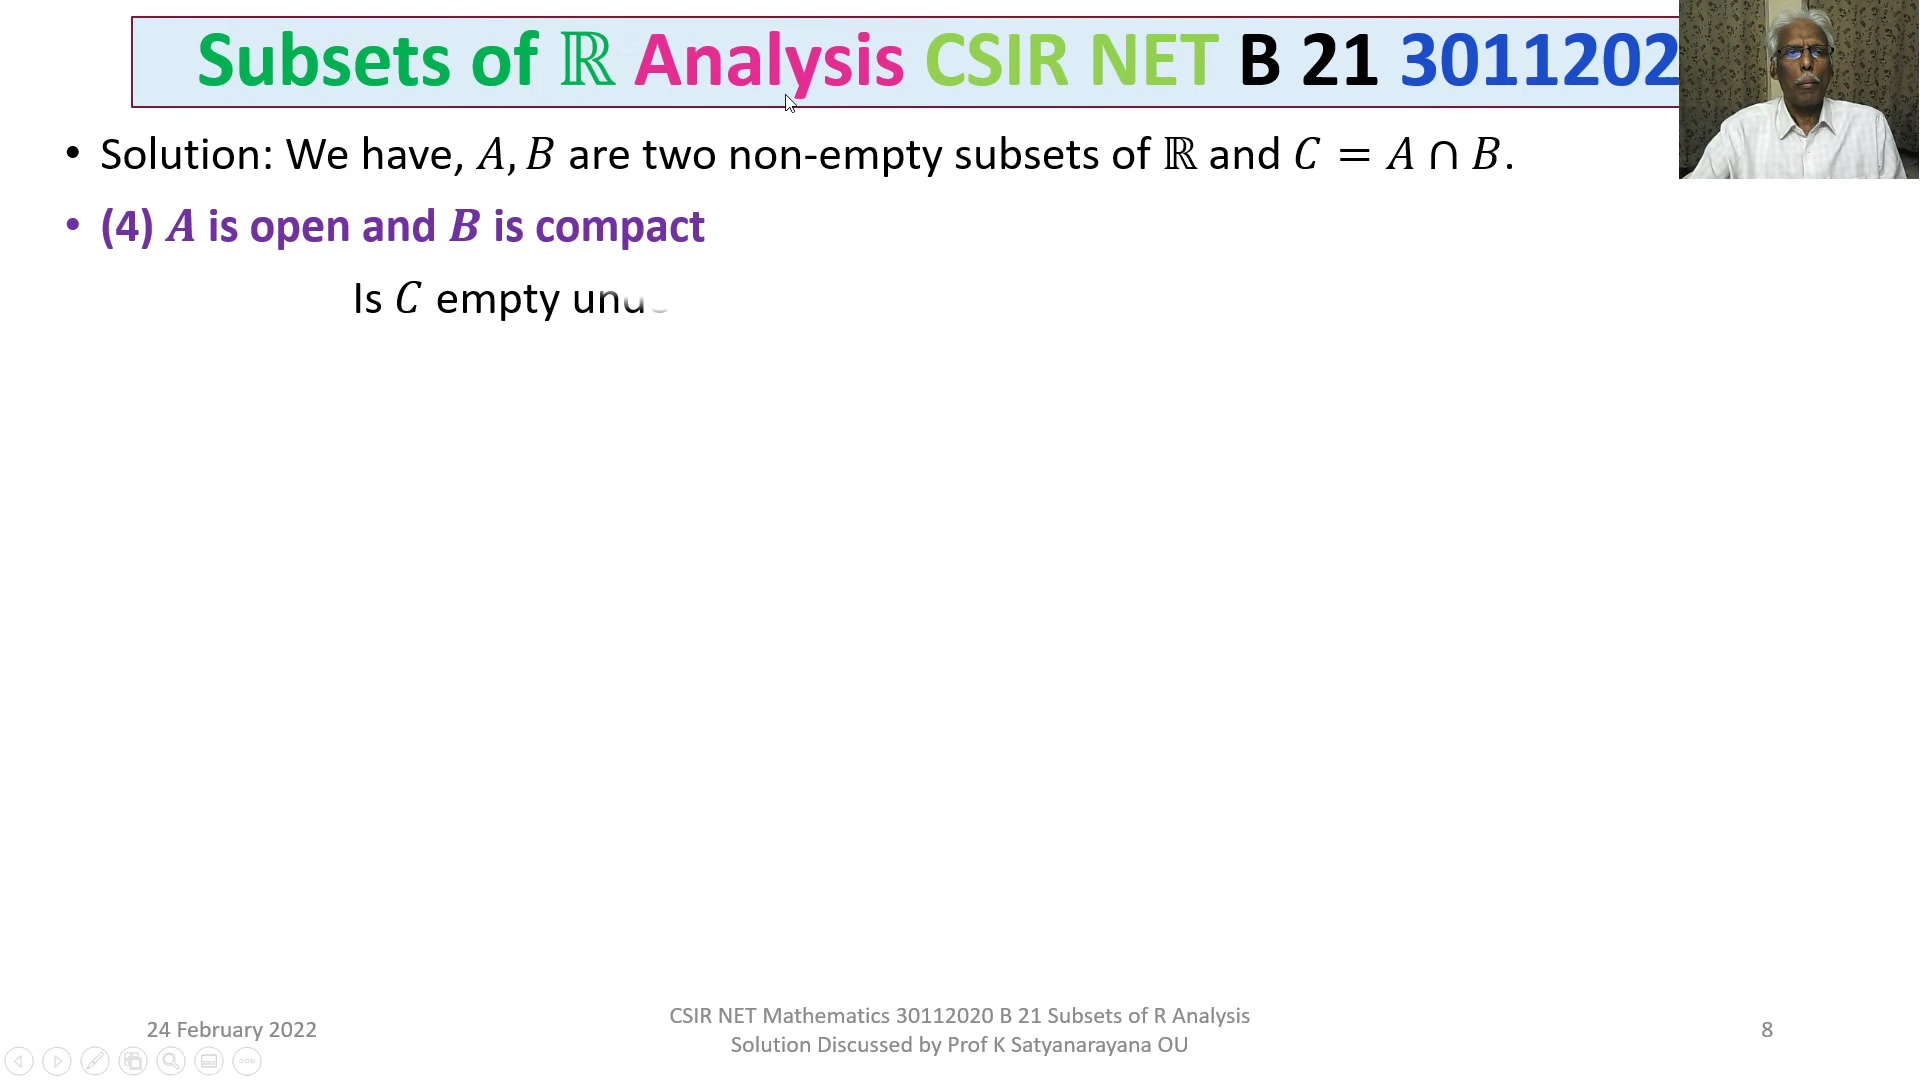 Subsets of ℝ Analysis CSIR NET B 21 3011202
• Solution: We have, A, B are two non-empty subsets of ℝ and C = A ∩ B.
• (4) A is open and B is compact
Is C empty
24 February 2022
CSIR NET Mathematics 30112020 B 21 Subsets of R Analysis
Solution Discussed by Prof K Satyanarayana OU
8